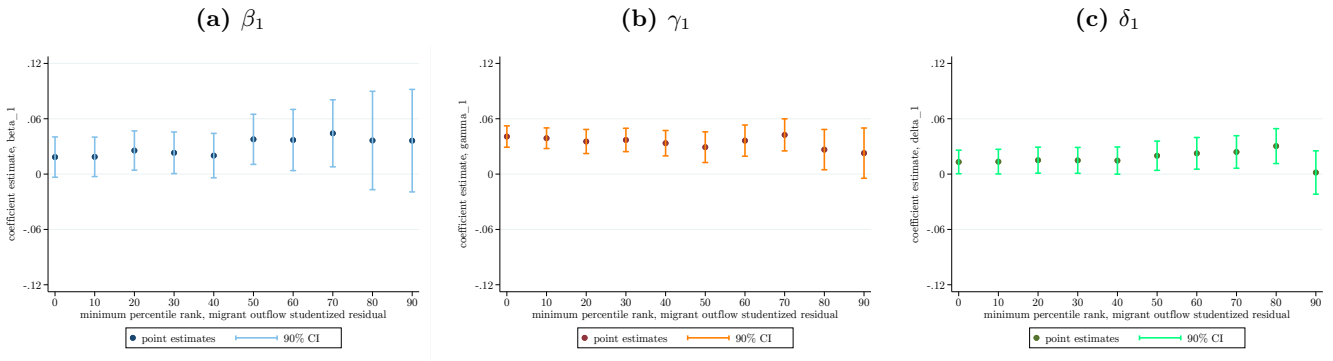 (a) β₁
.12
.06
0
-.06
-.12
coefficient estimate, beta_1
0 10 20 30 40 50 60 70 80 90
minimum percentile rank, migrant outflow studentized residual
point estimates 90% CI
(b) γ₁
.12
.06
0
-.06
-.12
coefficient estimate, gamma_1
0 10 20 30 40 50 60 70 80 90
minimum percentile rank, migrant outflow studentized residual
point estimates 90% CI
(c) δ₁
.12
.06
0
-.06
-.12
coefficient estimate, delta_1
0 10 20 30 40 50 60 70 80 90
minimum percentile rank, migrant outflow studentized residual
point estimates 90% CI